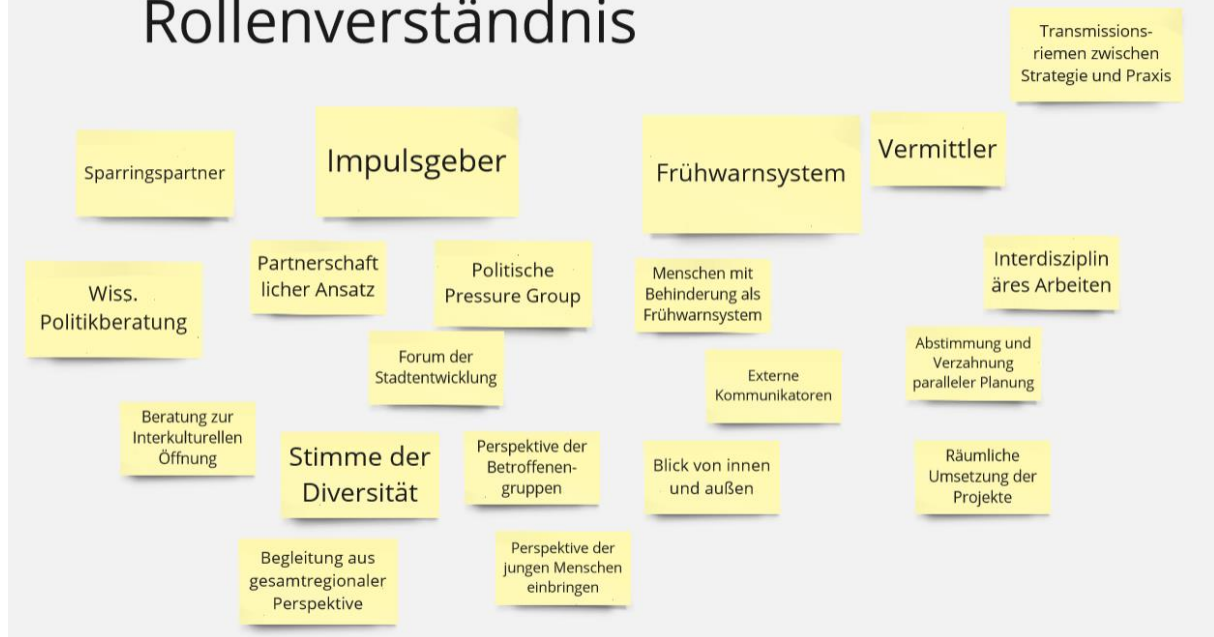 Rollenverständnis
Transmissions-
riemen zwischen
Strategie und Praxis
Sparringspartner
Impulsgeber
Frühwarnsystem
Vermittler
Wiss.
Politikberatung
Partnerschaft
licher Ansatz
Politische
Pressure Group
Menschen mit
Behinderung als
Frühwarnsystem
Interdisziplin
äres Arbeiten
Forum der
Stadtentwicklung
Externe
Kommunikatoren
Abstimmung und
Verzahnung
paralleler Planung
Beratung zur
Interkulturellen
Öffnung
Stimme der
Diversität
Perspektive der
Betroffenen-
gruppen
Blick von innen
und außen
Räumliche
Umsetzung der
Projekte
Begleitung aus
gesamtregionaler
Perspektive
Perspektive der
jungen Menschen
einbringen